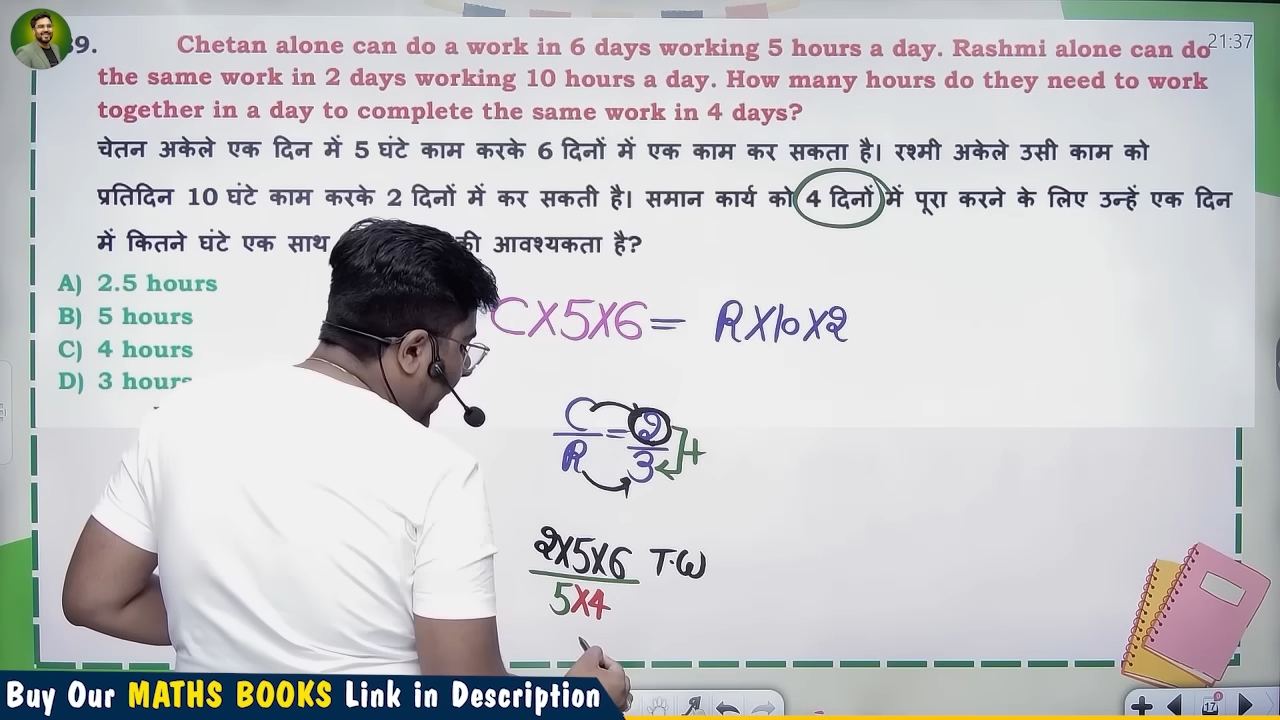 39. Chetan alone can do a work in 6 days working 5 hours a day. Rashmi alone can do
21:37
the same work in 2 days working 10 hours a day. How many hours do they need to work
together in a day to complete the same work in 4 days?
चेतन अकेले एक दिन में 5 घंटे काम करके 6 दिनों में एक काम कर सकता है। रश्मी अकेले उसी काम को
प्रतिदिन 10 घंटे काम करके 2 दिनों में कर सकती है। समान कार्य को 4 दिनों में पूरा करने के लिए उन्हें एक दिन
में कितने घंटे एक साथ की आवश्यकता है?
A) 2.5 hours
B) 5 hours
C) 4 hours
D) 3 hours
C×5×6 = R×10×2
C/R = 2/3 +
2×5×6 T.W
5×4
17
Buy Our MATHS BOOKS Link in Description